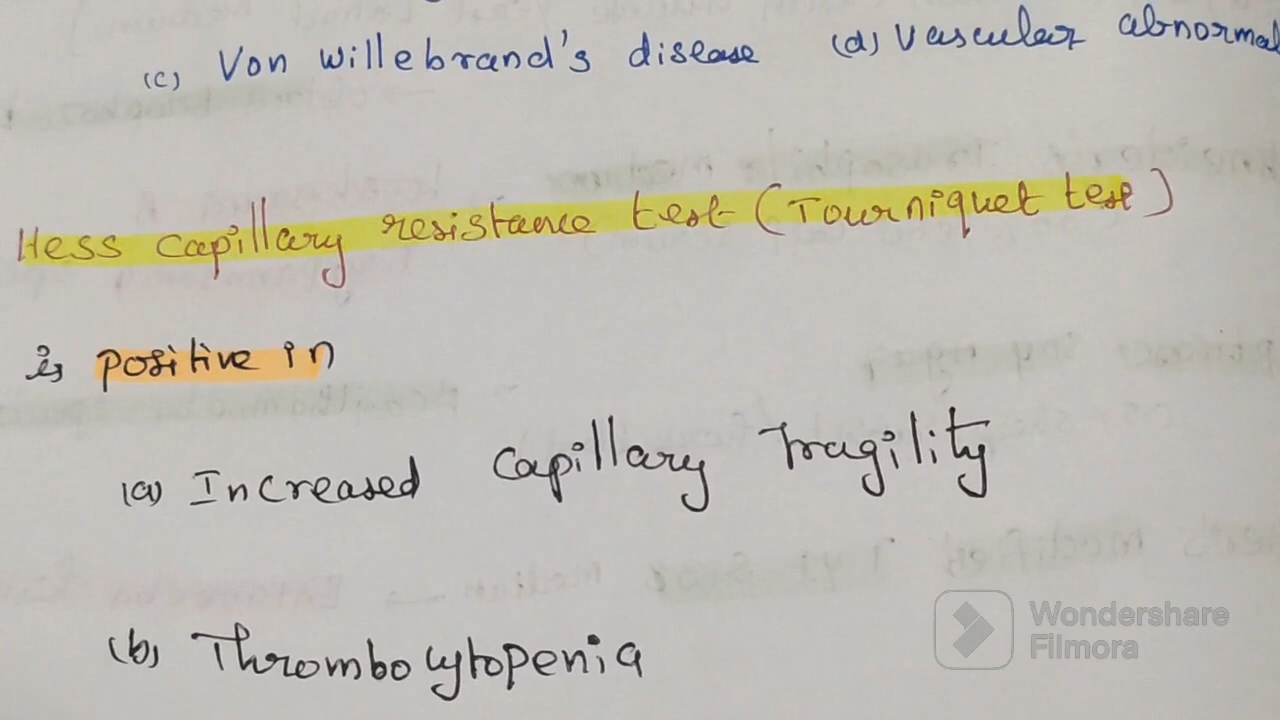 (c) Von Willebrand's disease (d) Vascular abnormal
Hess capillary resistance test (Tourniquet test)
is positive in
(a) Increased capillary fragility
(b) Thrombocytopenia
Wondershare
Filmora